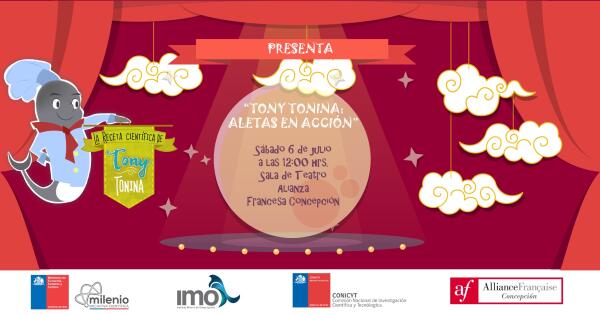 PRESENTA
"TONY TONINA:
ALETAS EN ACCIÓN"
Sábado 6 de Julio
a las 12:00 Hrs.
Sala de Teatro
Alianza
Francesa Concepción
LA RECETA CIENTÍFICA DE
Tony
TONINA
milenio
imo
CONICYT
Comisión Nacional de Investigación
Científica y Tecnológica
af AllianceFrançaise
Concepción